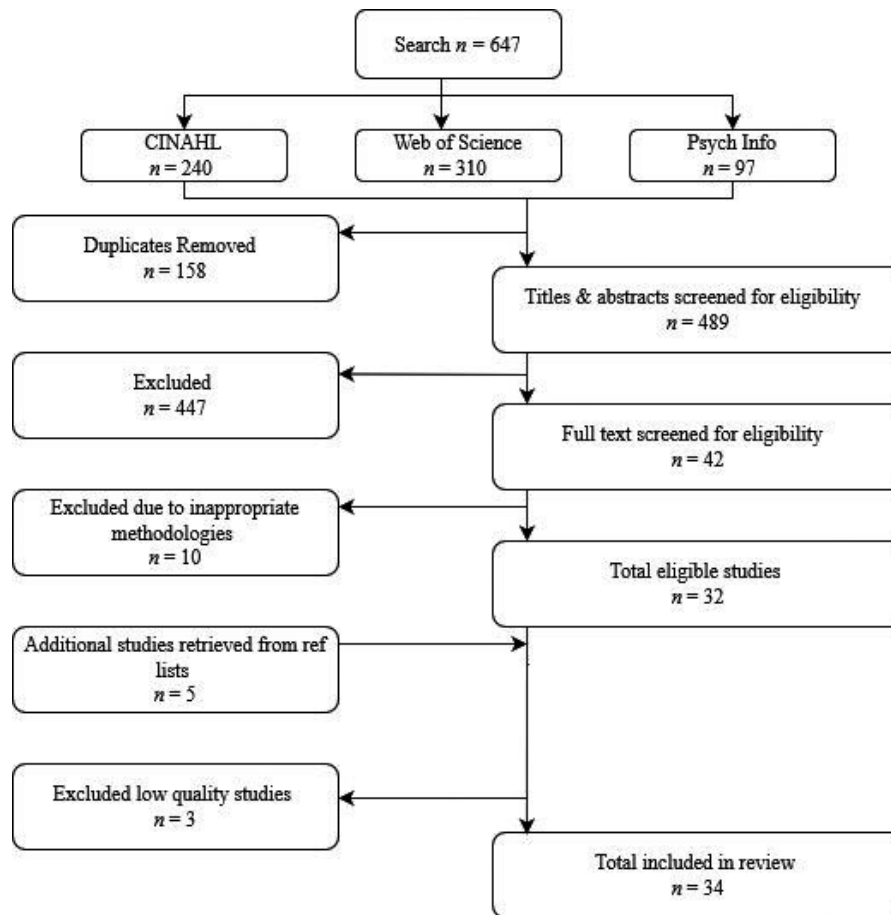 Search n = 647
CINAHL
n = 240
Web of Science
n = 310
Psych Info
n = 97
Duplicates Removed
n = 158
Titles & abstracts screened for eligibility
n = 489
Excluded
n = 447
Full text screened for eligibility
n = 42
Excluded due to inappropriate
methodologies
n = 10
Total eligible studies
n = 32
Additional studies retrieved from ref
lists
n = 5
Excluded low quality studies
n = 3
Total included in review
n = 34